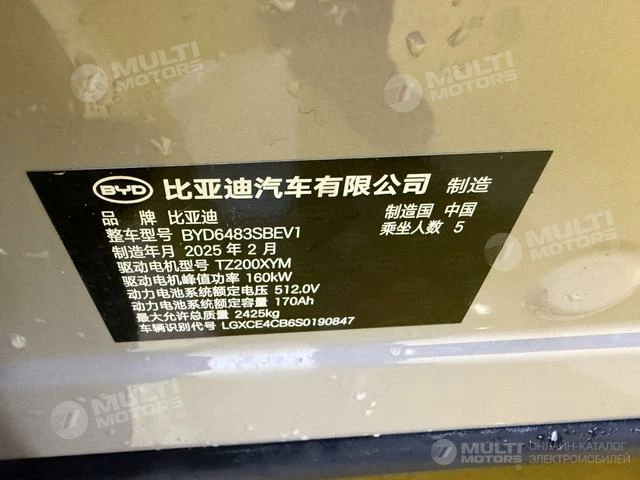 MULTI
MOTORS
MULTI
MOTORS
BYD 比亚迪汽车有限公司 制造
品 牌 比亚迪
制造国 中国
整车型号 BYD6483SBEV1
乘坐人数 5
制造年月 2025 年 2 月
驱动电机型号 TZ200XYM
驱动电机峰值功率 160kW
动力电池系统额定电压 512.0V
动力电池系统额定容量 170Ah
最大允许总质量 2425kg
车辆识别代号 LGXCE4CB6S0190847
MULTI
MOTORS
MULTI
MOTORS
MULTI
MOTORS
ОНЛАЙН-КАТАЛОГ
ЭЛЕКТРОМОБИЛЕЙ